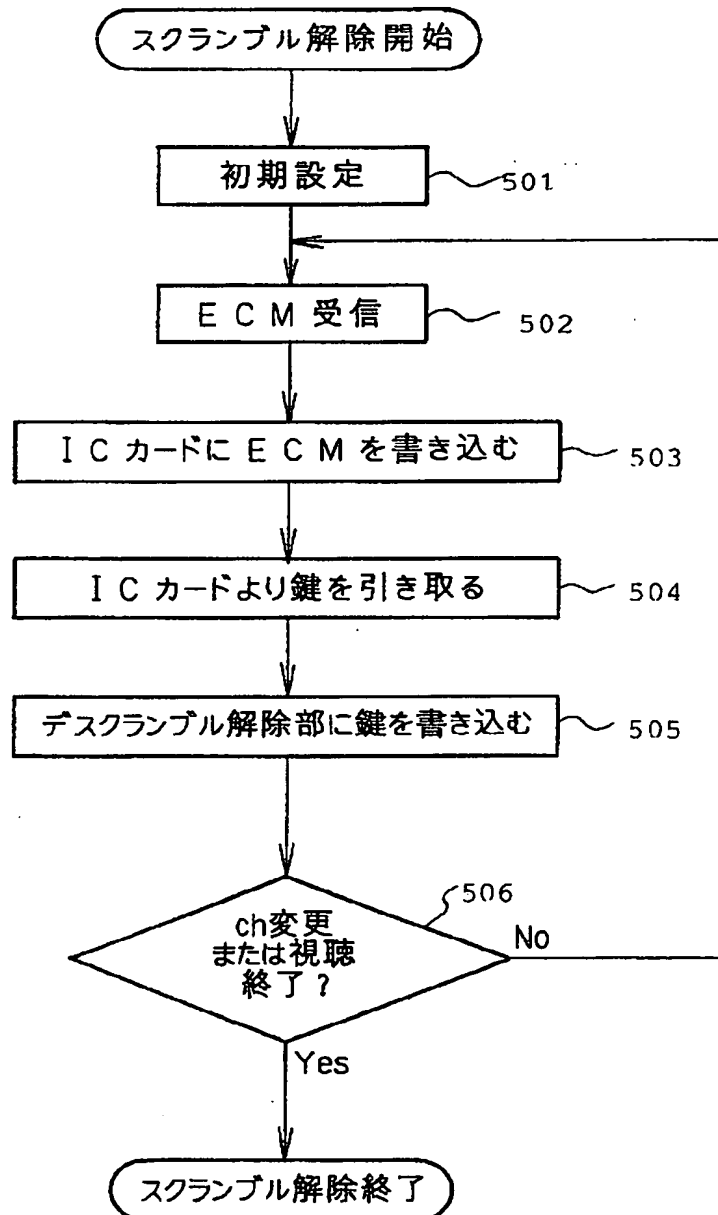 スクランブル解除開始
初期設定
501
ECM受信
502
ICカードにECMを書き込む
503
ICカードより鍵を引き取る
504
デスクランブル解除部に鍵を書き込む
505
506
ch変更
または視聴
終了?
No
Yes
スクランブル解除終了